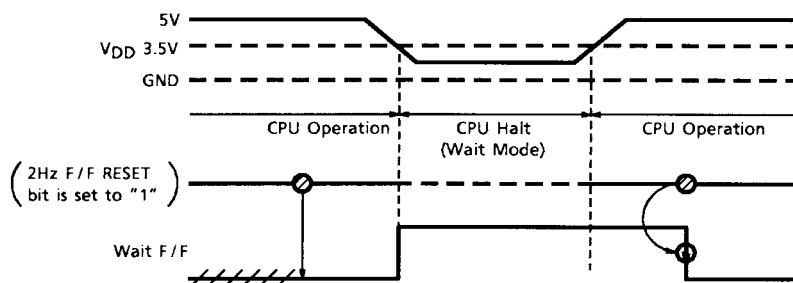 5V
VDD 3.5V
GND
CPU Operation
CPU Halt
(Wait Mode)
CPU Operation
(2Hz F/F RESET
bit is set to "1")
Wait F/F